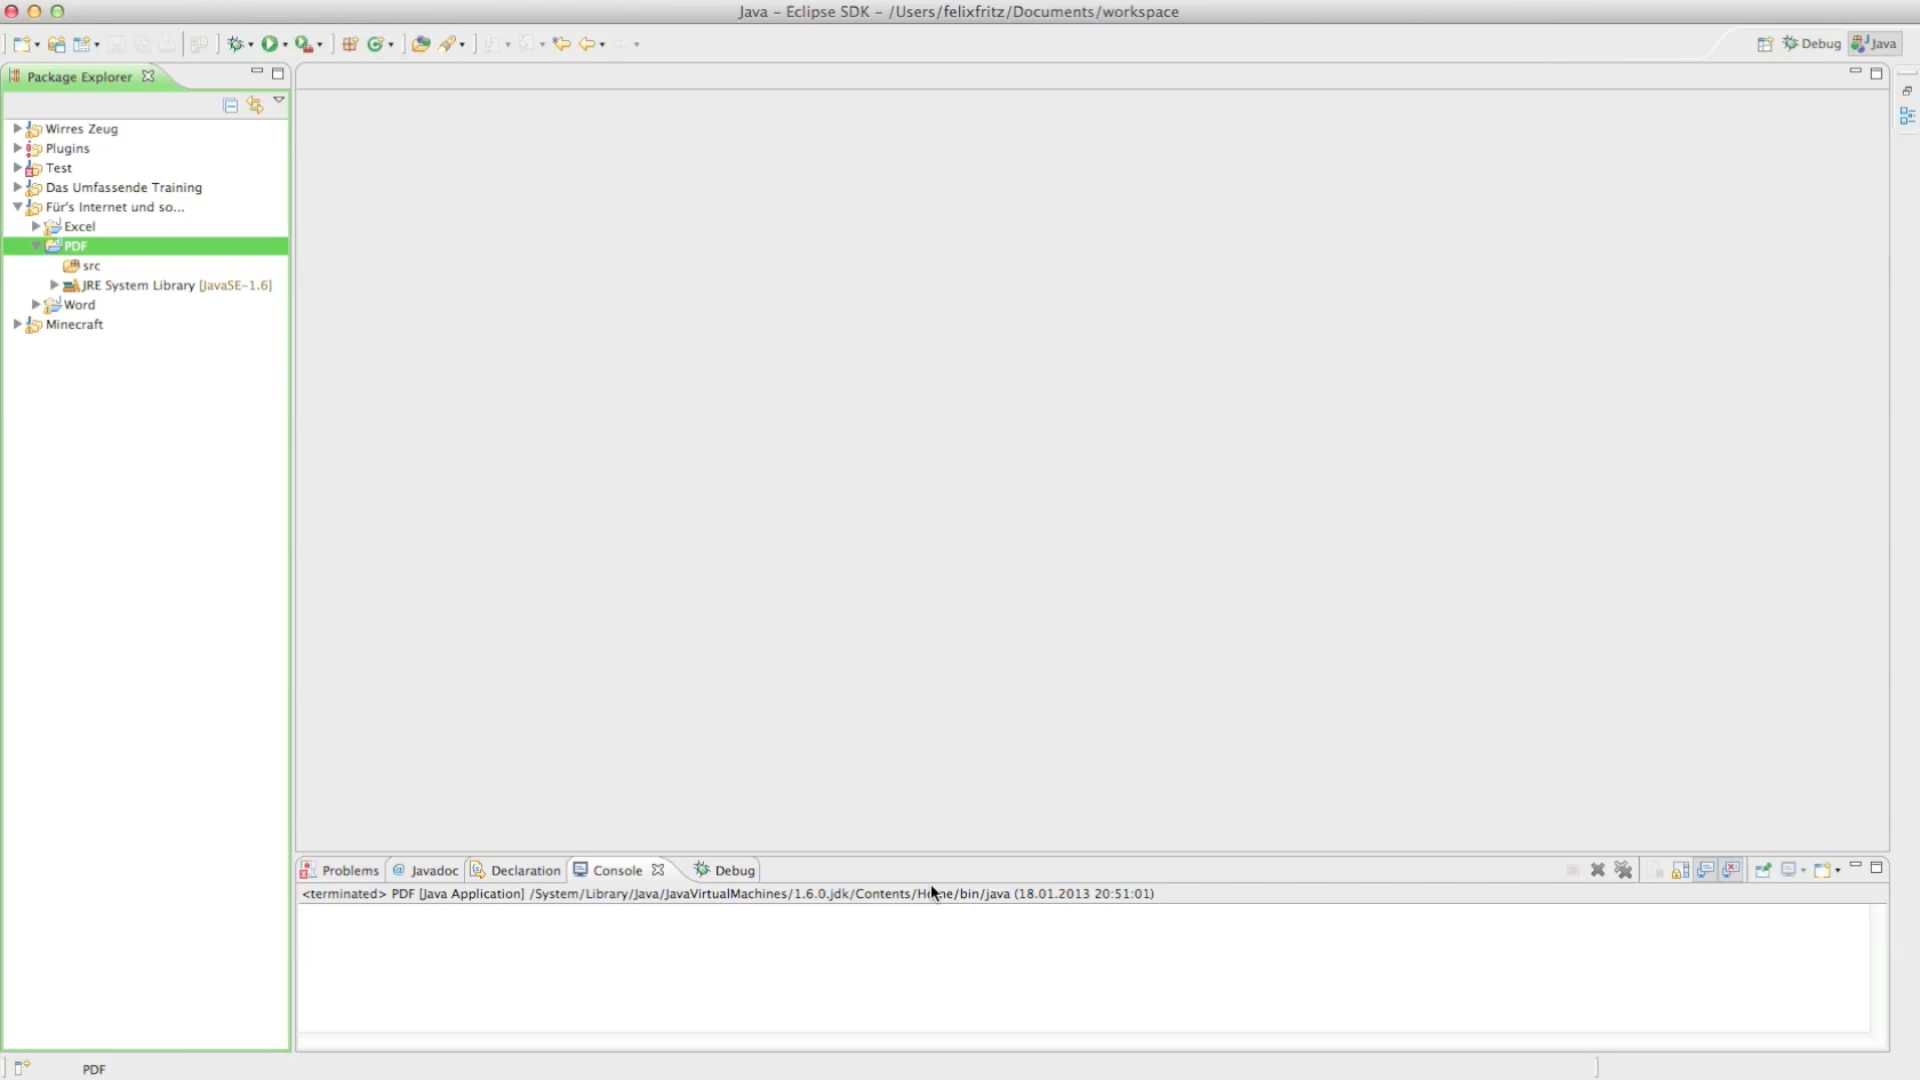 Java – Eclipse SDK – /Users/felixfritz/Documents/workspace
Debug
Java
Package Explorer
Wirres Zeug
Plugins
Test
Das Umfassende Training
Für's Internet und so...
Excel
PDF
src
JRE System Library [JavaSE-1.6]
Word
Minecraft
Problems
@ Javadoc
Declaration
Console
Debug
<terminated> PDF [Java Application] /System/Library/Java/JavaVirtualMachines/1.6.0.jdk/Contents/Home/bin/java (18.01.2013 20:51:01)
PDF